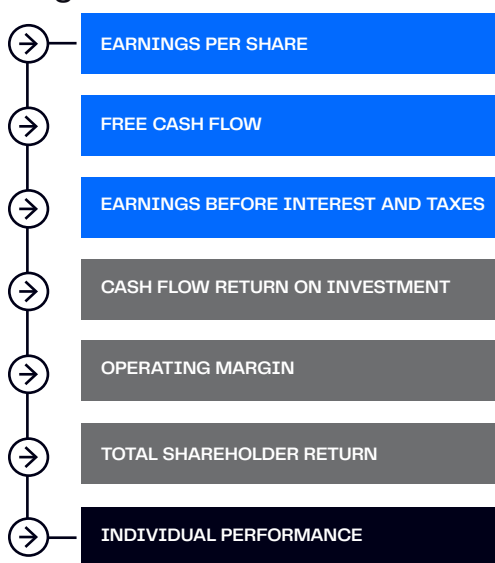 EARNINGS PER SHARE
FREE CASH FLOW
EARNINGS BEFORE INTEREST AND TAXES
CASH FLOW RETURN ON INVESTMENT
OPERATING MARGIN
TOTAL SHAREHOLDER RETURN
INDIVIDUAL PERFORMANCE